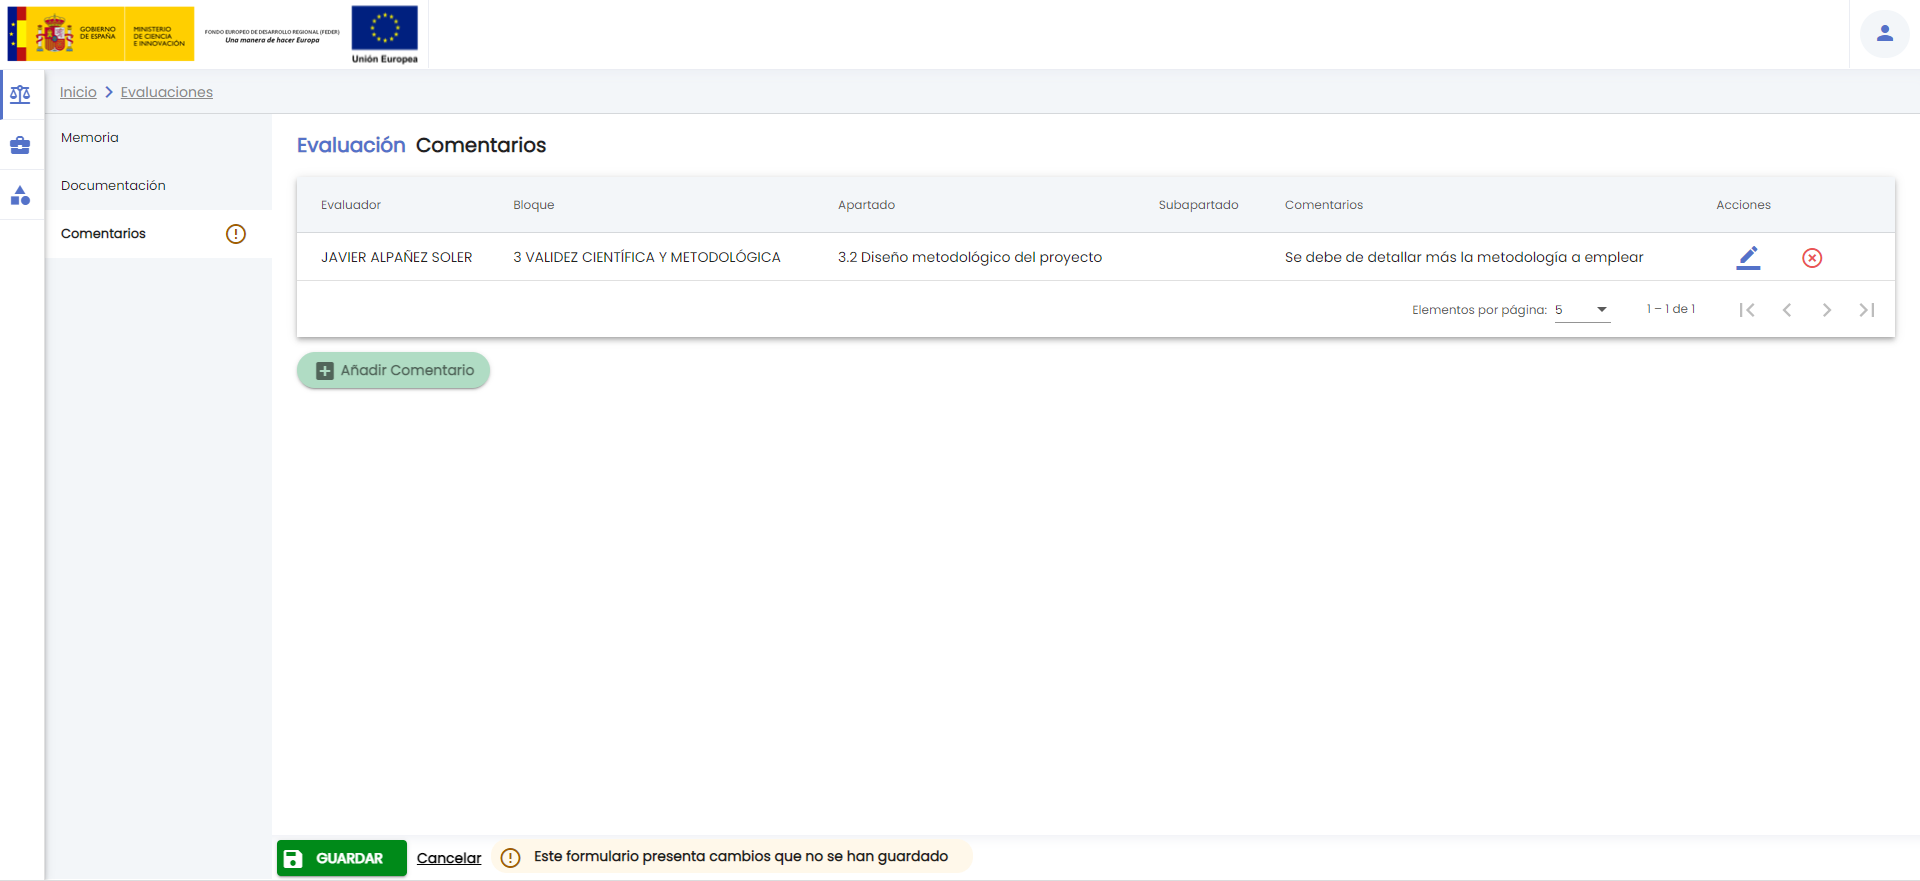 GOBIERNO
DE ESPAÑA
MINISTERIO
DE CIENCIA
E INNOVACIÓN
FONDO EUROPEO DE DESARROLLO REGIONAL (FEDER)
Una manera de hacer Europa
Unión Europea
Inicio Evaluaciones
Memoria
Documentación
Comentarios
Evaluación Comentarios
Evaluador Bloque Apartado Subapartado Comentarios Acciones
JAVIER ALPAÑEZ SOLER 3 VALIDEZ CIENTÍFICA Y METODOLÓGICA 3.2 Diseño metodológico del proyecto Se debe de detallar más la metodología a emplear
Elementos por página: 5 1 – 1 de 1
Añadir Comentario
GUARDAR Cancelar Este formulario presenta cambios que no se han guardado